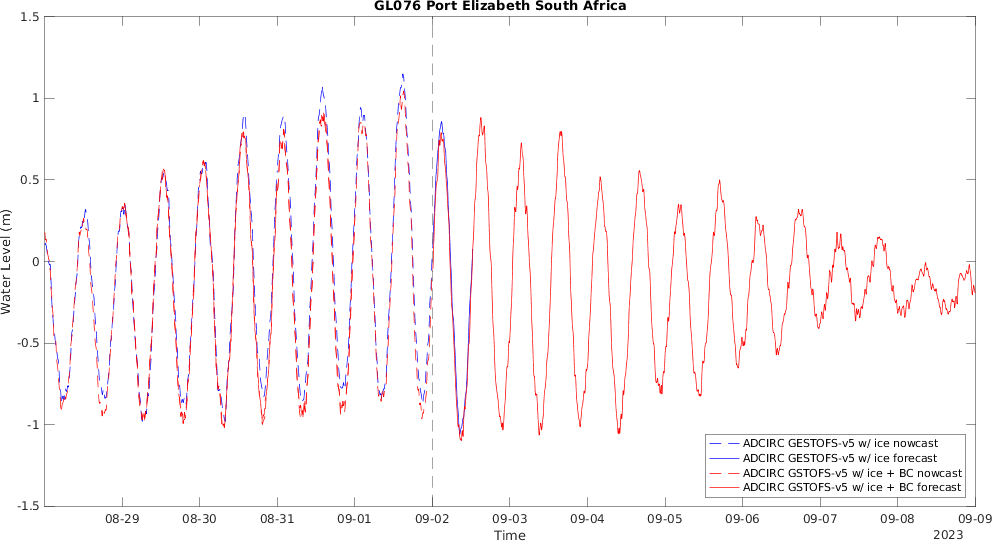 GL076 Port Elizabeth South Africa
1.5
1
0.5
0
-0.5
-1
-1.5
Water Level (m)
08-29
08-30
08-31
09-01
09-02
09-03
09-04
09-05
09-06
09-07
09-08
09-09
Time
2023
ADCIRC GESTOFS-v5 w/ ice nowcast
ADCIRC GESTOFS-v5 w/ ice forecast
ADCIRC GSTOFS-v5 w/ ice + BC nowcast
ADCIRC GSTOFS-v5 w/ ice + BC forecast